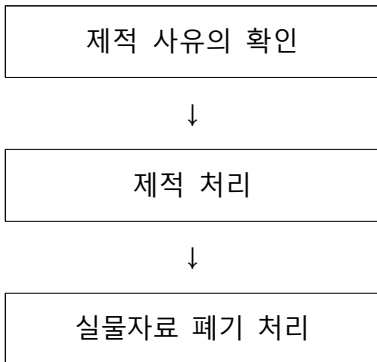 제적 사유의 확인
↓
제적 처리
↓
실물자료 폐기 처리